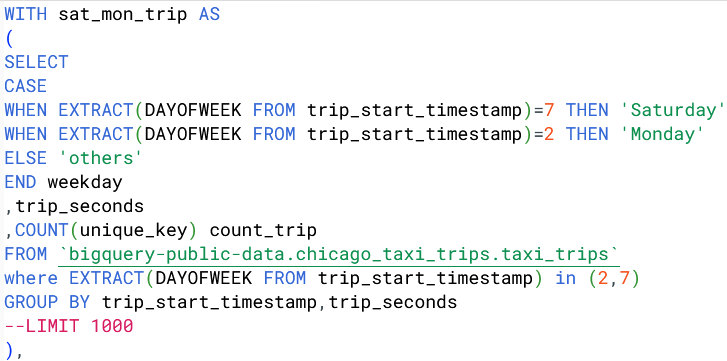 WITH sat_mon_trip AS
(
SELECT
CASE
WHEN EXTRACT(DAYOFWEEK FROM trip_start_timestamp)=7 THEN 'Saturday'
WHEN EXTRACT(DAYOFWEEK FROM trip_start_timestamp)=2 THEN 'Monday'
ELSE 'others'
END weekday
,trip_seconds
,COUNT(unique_key) count_trip
FROM `bigquery-public-data.chicago_taxi_trips.taxi_trips`
where EXTRACT(DAYOFWEEK FROM trip_start_timestamp) in (2,7)
GROUP BY trip_start_timestamp,trip_seconds
--LIMIT 1000
),